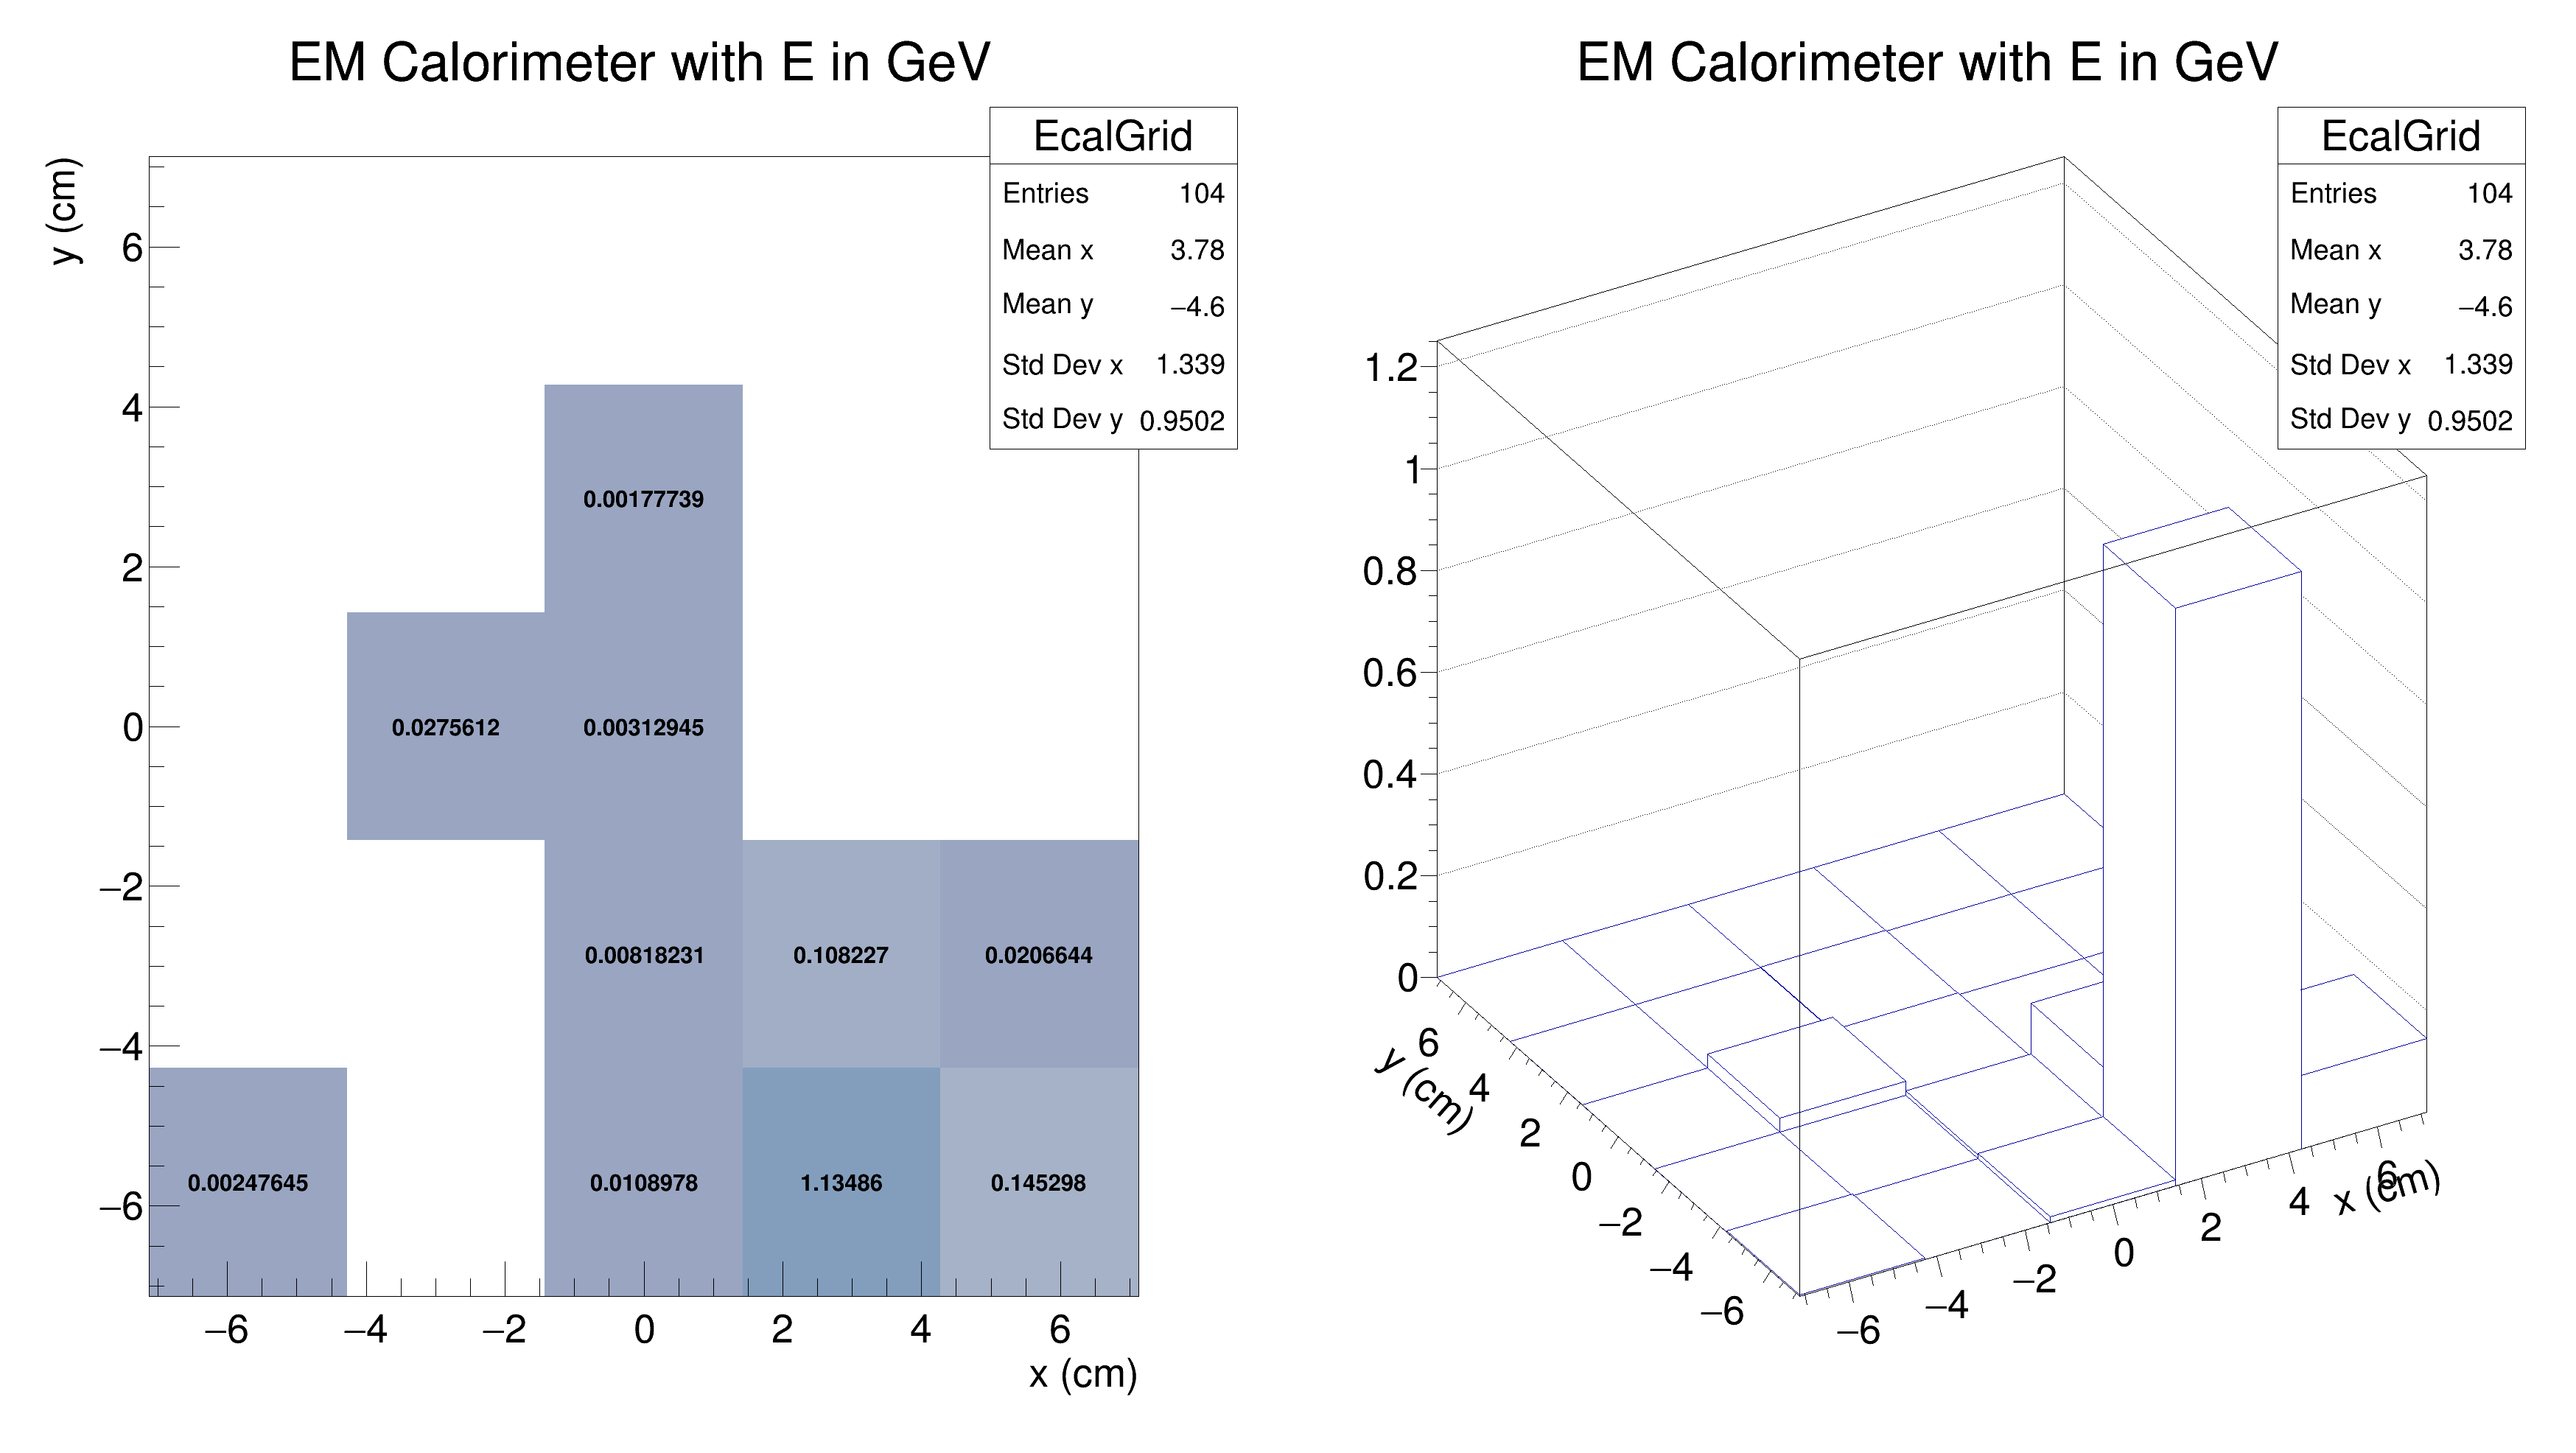 EM Calorimeter with E in GeV
EcalGrid
Entries 104
Mean x 3.78
Mean y −4.6
Std Dev x 1.339
Std Dev y 0.9502
y (cm)
6
4
2
0
−2
−4
−6
0.00177739
0.0275612 0.00312945
0.00818231 0.108227 0.0206644
0.00247645 0.0108978 1.13486 0.145298
−6 −4 −2 0 2 4 6
x (cm)
EM Calorimeter with E in GeV
EcalGrid
Entries 104
Mean x 3.78
Mean y −4.6
Std Dev x 1.339
Std Dev y 0.9502
1.2
1
0.8
0.6
0.4
0.2
0
y (cm)
6
4
2
0
−2
−4
−6
−6 −4 −2 0 2 4 6
x (cm)